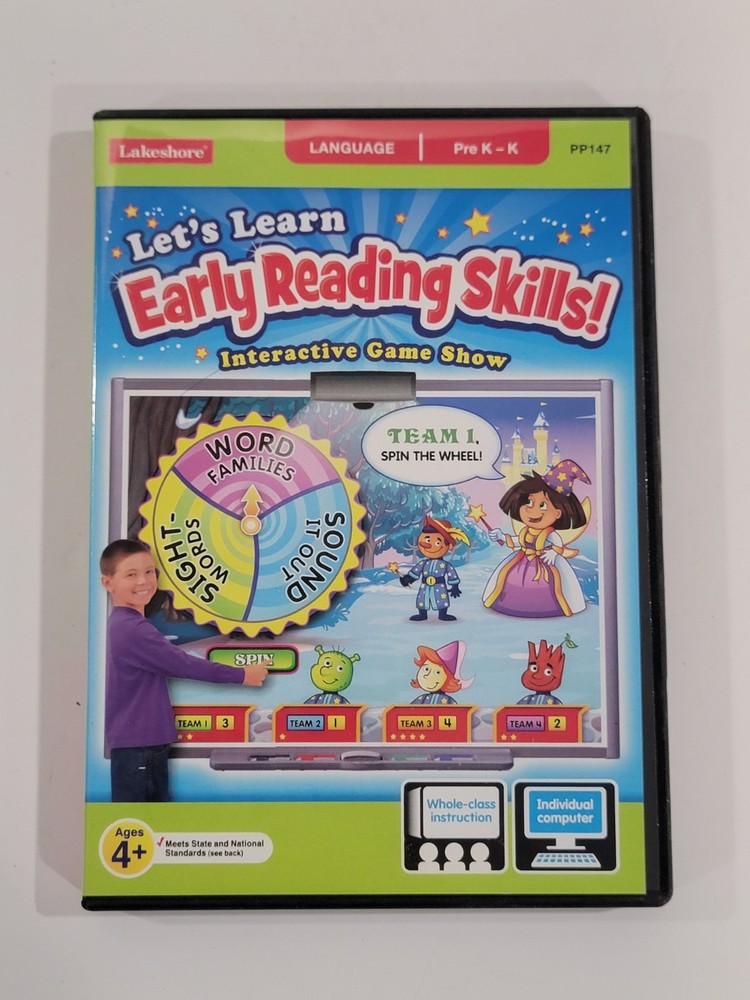 Lakeshore®
LANGUAGE | Pre K – K
PP147
Let's Learn
Early Reading Skills!
Interactive Game Show
WORD
FAMILIES
SIGHT-
WORDS
SOUND
IT OUT
TEAM 1,
SPIN THE WHEEL!
SPIN
TEAM 1 3
TEAM 2 1
TEAM 3 4
TEAM 4 2
Ages
4+
Meets State and National
Standards (see back)
Whole-class
instruction
Individual
computer